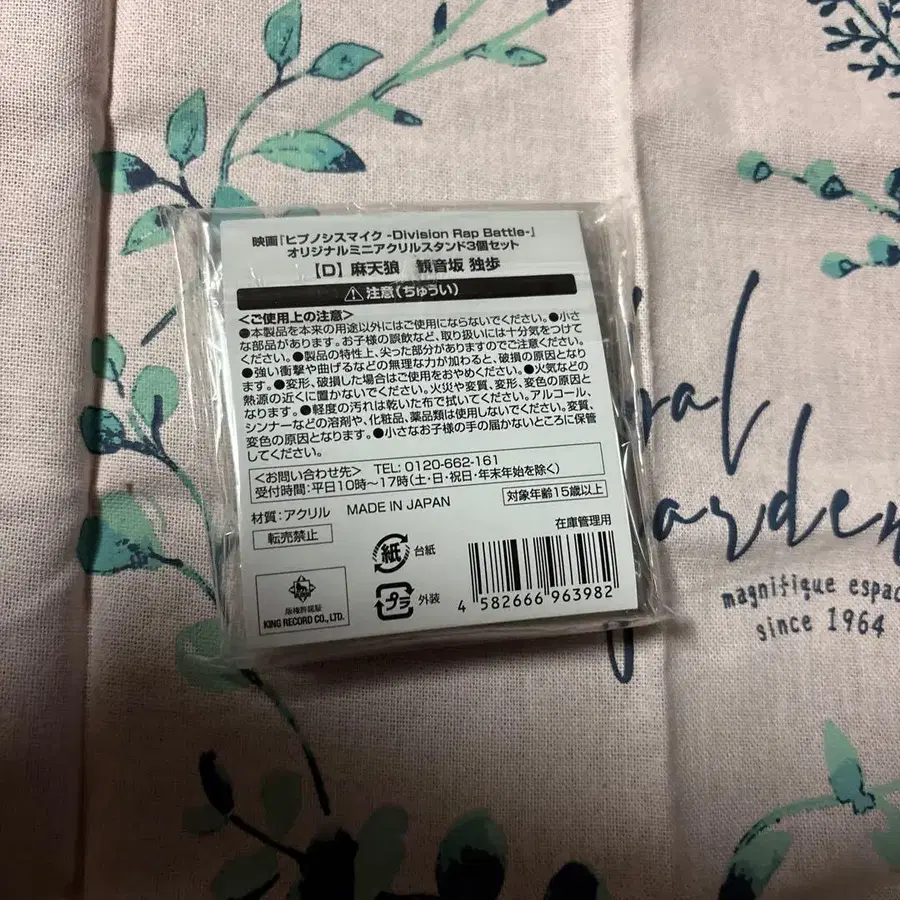 映画『ヒプノシスマイク -Division Rap Battle-』
オリジナルミニアクリルスタンド3個セット
【D】麻天狼　観音坂 独歩
⚠注意(ちゅうい)
<ご使用上の注意>
●本製品を本来の用途以外にはご使用にならないでください。●小さ
な部品があります。お子様の誤飲など、取り扱いには十分気をつけて
ください。●製品の特性上、尖った部分がありますのでご注意ください。
●強い衝撃や曲げるなどの無理な力が加わると、破損の原因となり
ます。●変形、破損した場合はご使用をおやめください。●火気などの
熱源の近くに置かないでください。火災や変質、変形、変色の原因と
なります。●軽度の汚れは乾いた布で拭いてください。アルコール、
シンナーなどの溶剤や、化粧品、薬品類は使用しないでください。変質、
変色の原因となります。●小さなお子様の手の届かないところに保管
してください。
<お問い合わせ先>　TEL: 0120-662-161
受付時間:平日10時〜17時(土・日・祝日・年末年始を除く)
材質:アクリル　MADE IN JAPAN
対象年齢15歳以上
転売禁止
在庫管理用
紙 台紙
プラ 外装
版権許諾証
KING RECORD CO., LTD.
4 582666 963982
arden
magnifique espac
since 1964